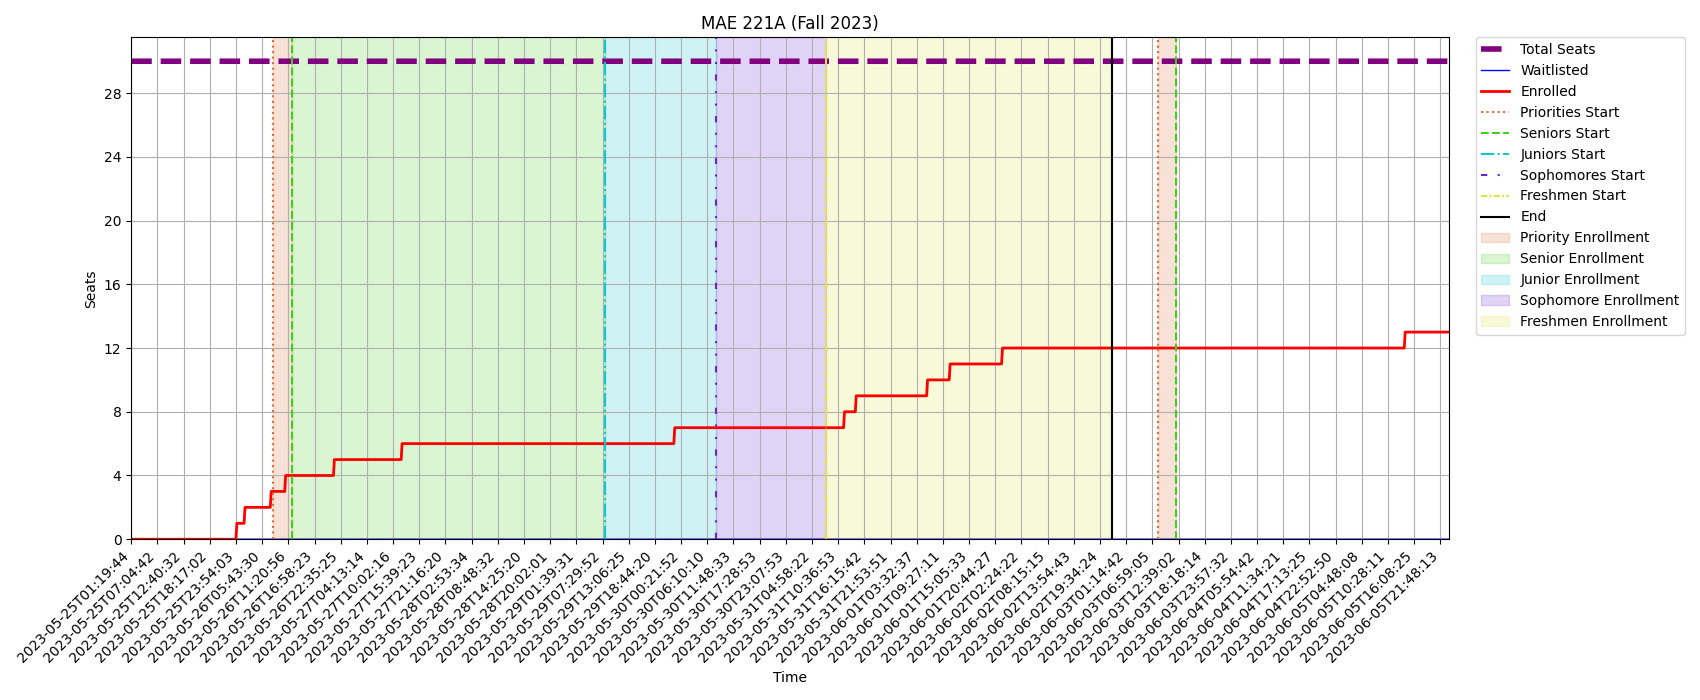 MAE 221A (Fall 2023)
Seats
28
24
20
16
12
8
4
0
2023-05-25T01:19:44
2023-05-25T07:04:42
2023-05-25T12:40:32
2023-05-25T18:17:02
2023-05-25T23:54:03
2023-05-26T05:43:30
2023-05-26T11:20:56
2023-05-26T16:58:23
2023-05-26T22:35:25
2023-05-27T04:13:14
2023-05-27T10:02:16
2023-05-27T15:39:23
2023-05-27T21:16:20
2023-05-28T02:53:34
2023-05-28T08:48:32
2023-05-28T14:25:20
2023-05-28T20:02:01
2023-05-29T01:39:31
2023-05-29T07:29:52
2023-05-29T13:06:25
2023-05-29T18:44:20
2023-05-30T00:21:52
2023-05-30T06:10:10
2023-05-30T11:48:33
2023-05-30T17:28:53
2023-05-30T23:07:53
2023-05-31T04:58:22
2023-05-31T10:36:53
2023-05-31T16:15:42
2023-05-31T21:53:51
2023-06-01T03:32:37
2023-06-01T09:27:11
2023-06-01T15:05:33
2023-06-01T20:44:27
2023-06-02T02:24:22
2023-06-02T08:15:15
2023-06-02T13:54:43
2023-06-02T19:34:24
2023-06-03T01:14:42
2023-06-03T06:59:05
2023-06-03T12:39:02
2023-06-03T18:18:14
2023-06-03T23:57:32
2023-06-04T05:54:42
2023-06-04T11:34:21
2023-06-04T17:13:25
2023-06-04T22:52:50
2023-06-05T04:48:08
2023-06-05T10:28:11
2023-06-05T16:08:25
2023-06-05T21:48:13
Time
Total Seats
Waitlisted
Enrolled
Priorities Start
Seniors Start
Juniors Start
Sophomores Start
Freshmen Start
End
Priority Enrollment
Senior Enrollment
Junior Enrollment
Sophomore Enrollment
Freshmen Enrollment